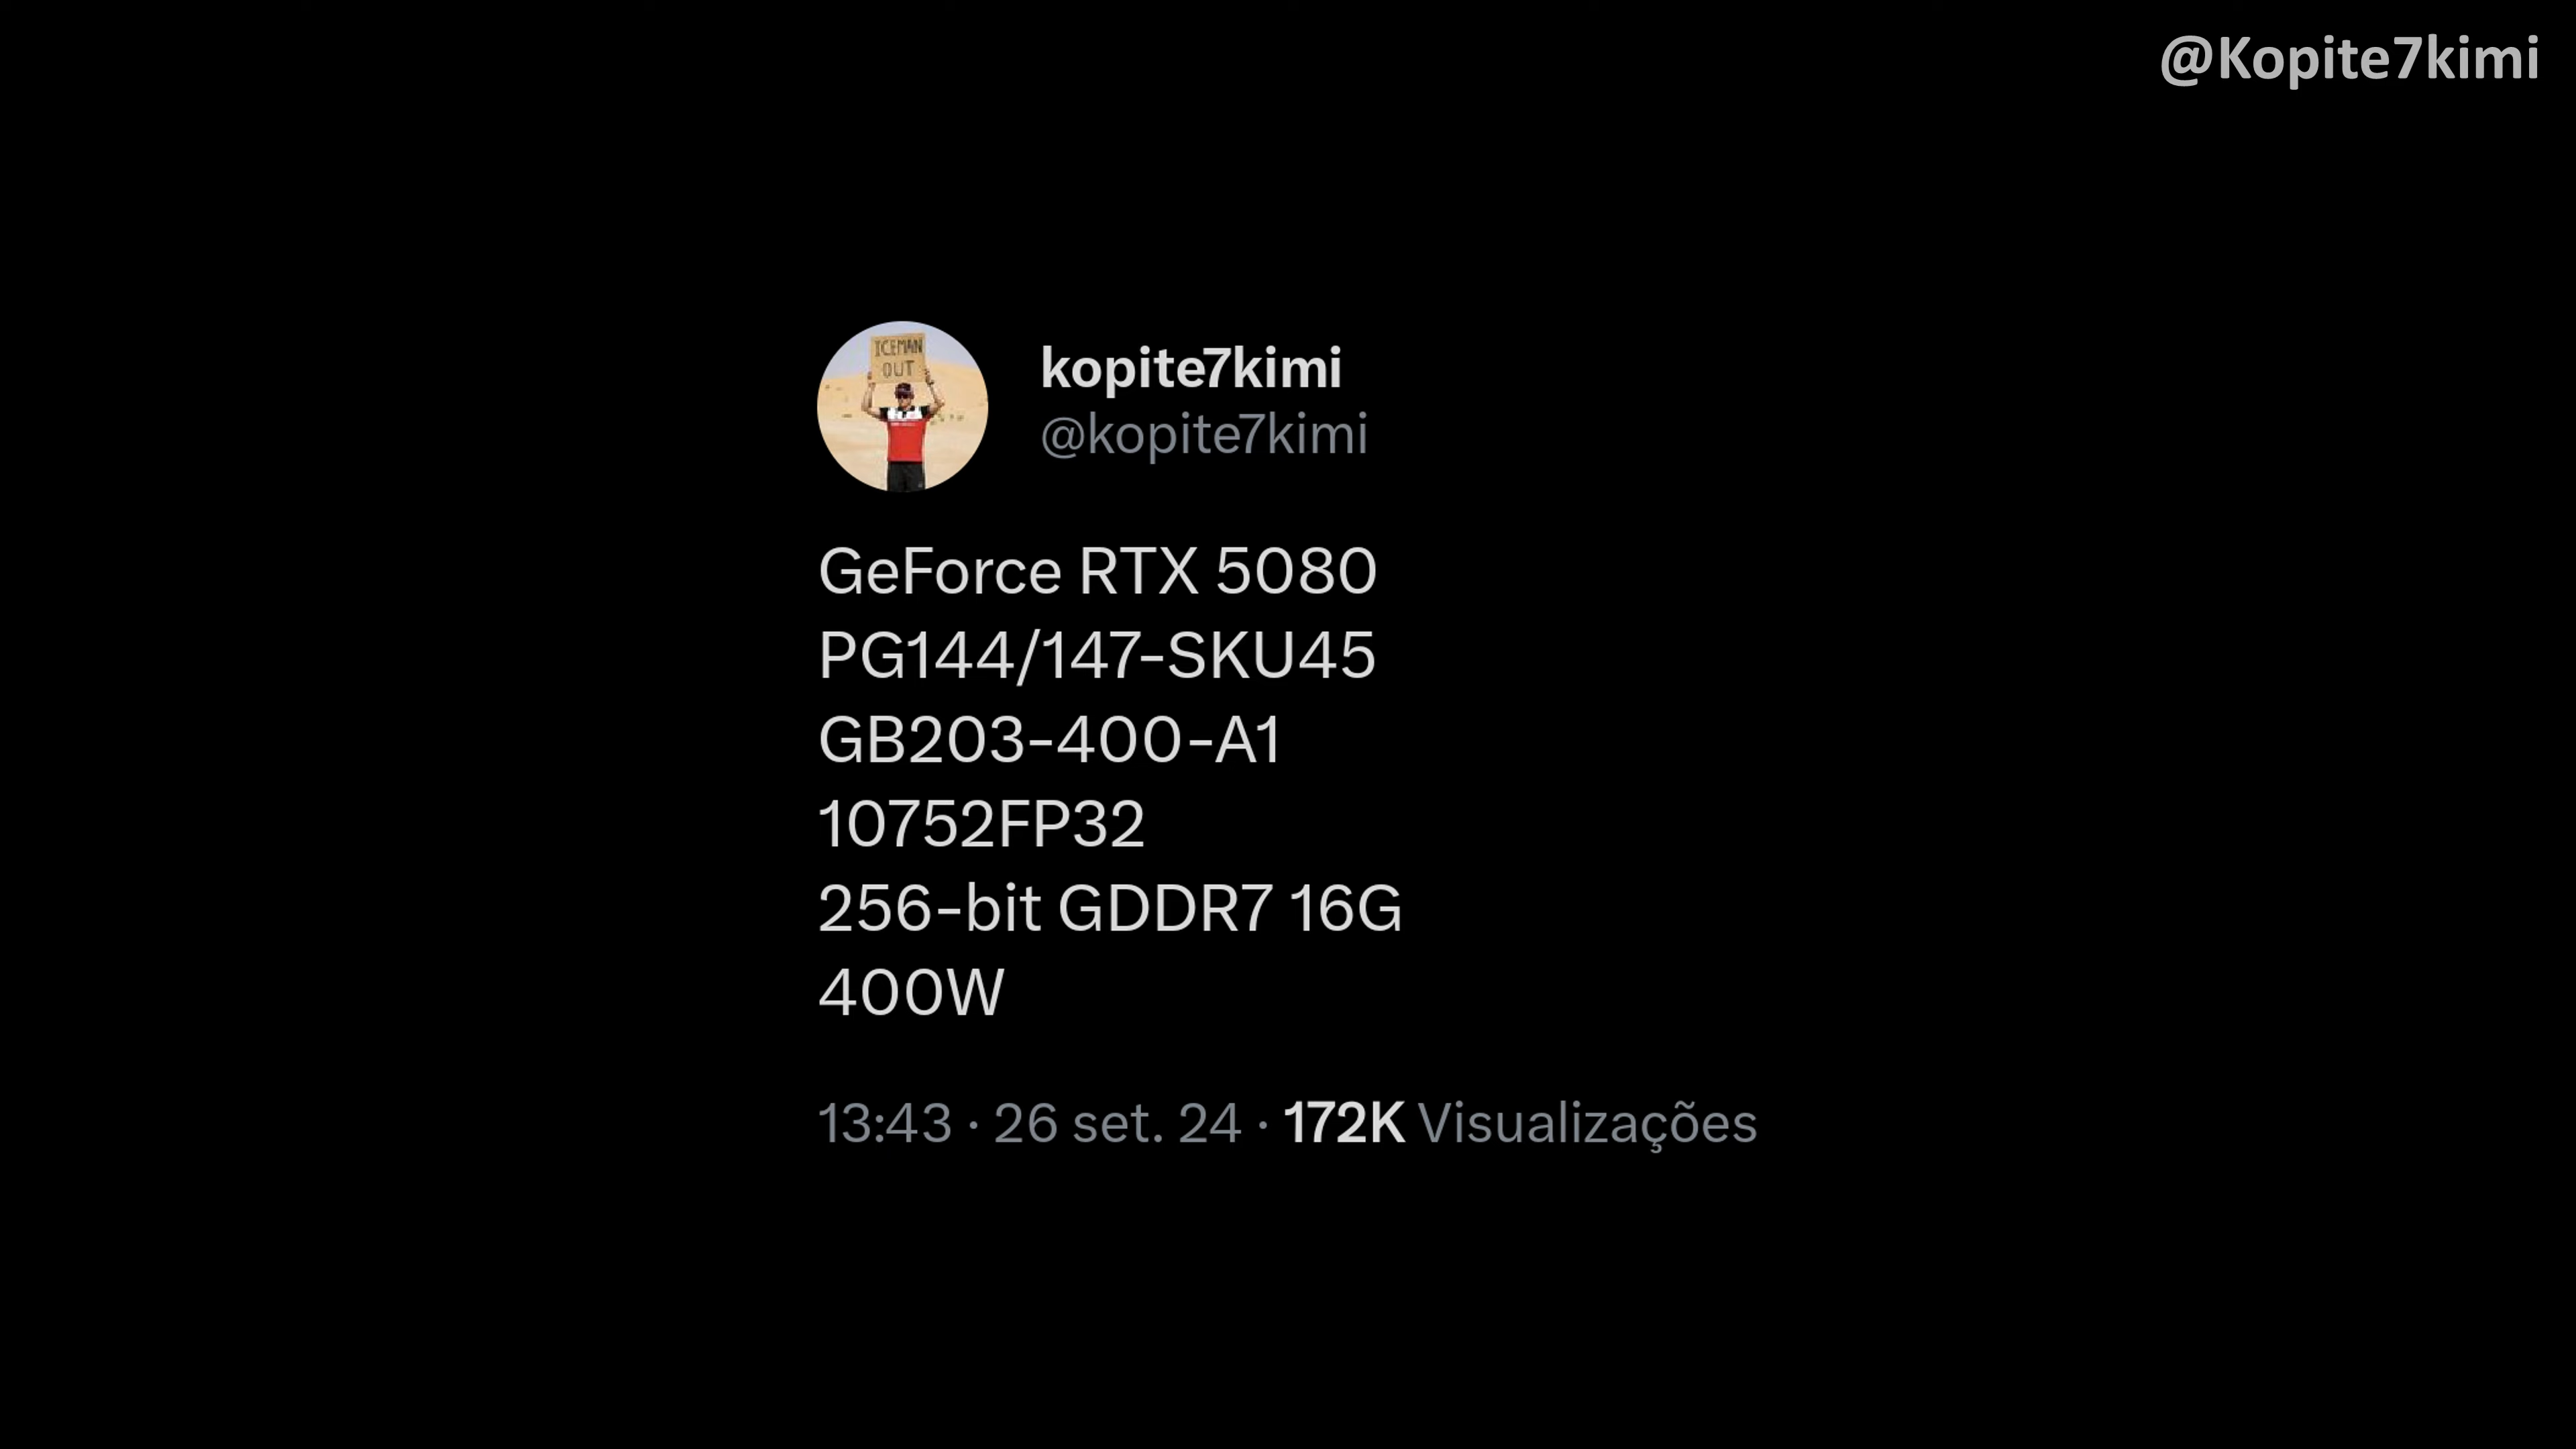 @Kopite7kimi
ICEMAN
OUT
kopite7kimi
@kopite7kimi
GeForce RTX 5080
PG144/147-SKU45
GB203-400-A1
10752FP32
256-bit GDDR7 16G
400W
13:43 · 26 set. 24 · 172K Visualizações